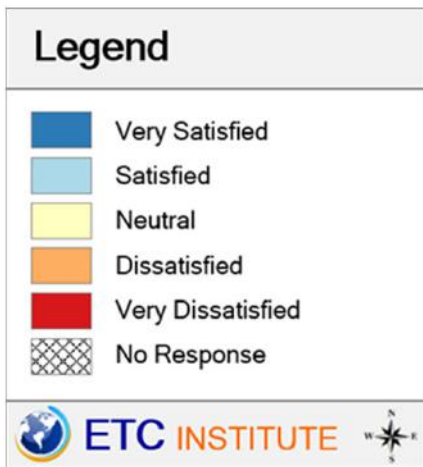 Legend
Very Satisfied
Satisfied
Neutral
Dissatisfied
Very Dissatisfied
No Response
ETC INSTITUTE
N
W E
S